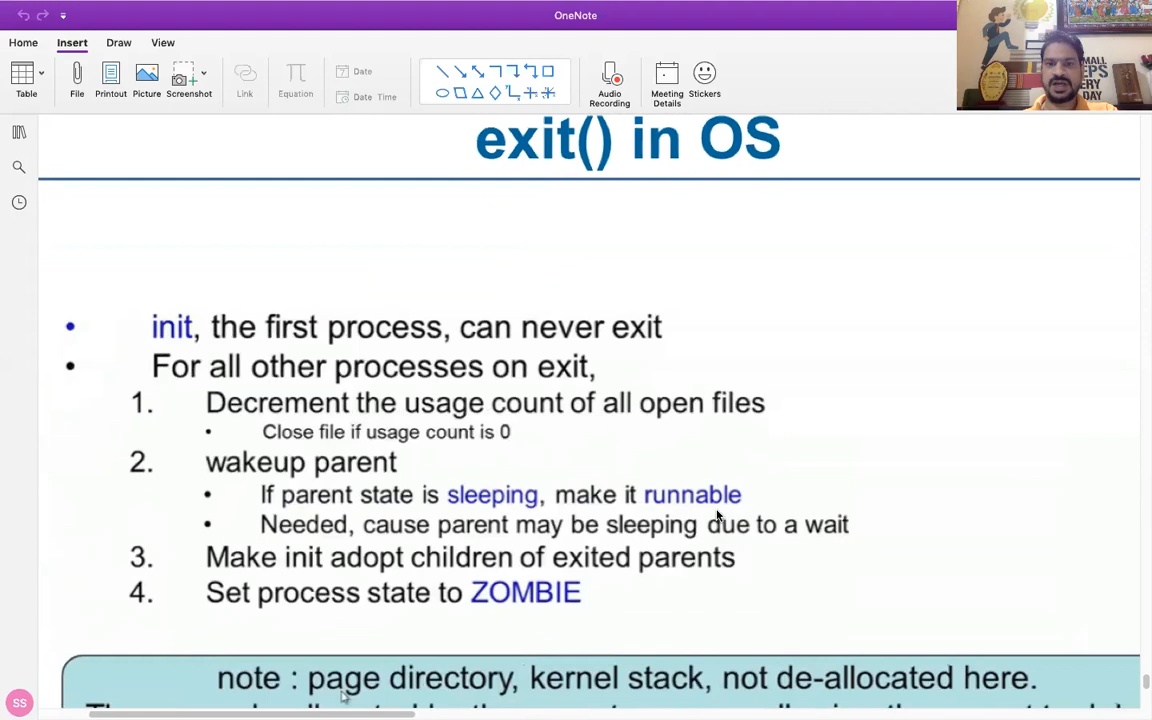 OneNote
Home Insert Draw View
Table File Printout Picture Screenshot Link Equation Date Date Time Audio Recording Meeting Details Stickers
exit() in OS
• init, the first process, can never exit
• For all other processes on exit,
1. Decrement the usage count of all open files
• Close file if usage count is 0
2. wakeup parent
• If parent state is sleeping, make it runnable
• Needed, cause parent may be sleeping due to a wait
3. Make init adopt children of exited parents
4. Set process state to ZOMBIE
note : page directory, kernel stack, not de-allocated here.
SS